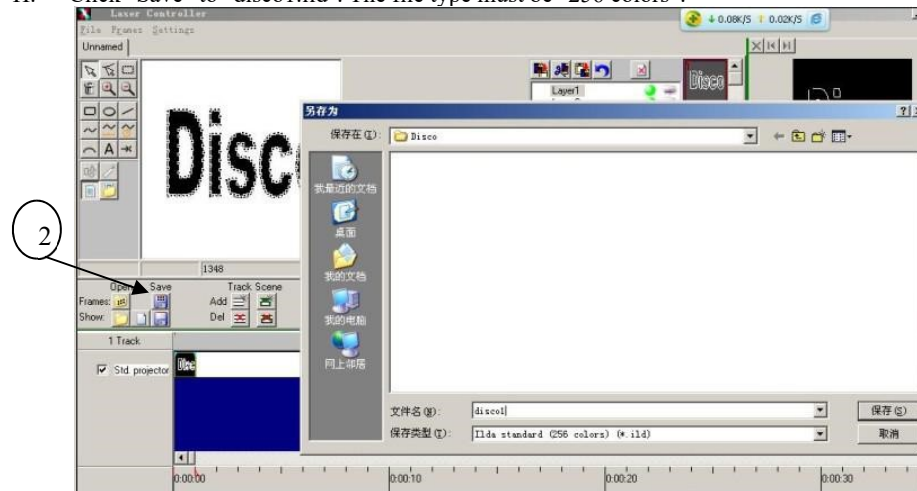 H. Click "Save" to "disco1.ild". The file type must be "256 colors".
Laser Controller
File Frames Settings
↓ 0.08K/S ↑ 0.02K/S
Unnamed
Disco
Layer1
Disco
另存为
保存在(I):
Disco
我最近的文档
桌面
我的文档
我的电脑
网上邻居
2
1348
Open Save Track Scene
Frames: Add
Show: Del
1 Track
Std. projector
Disc
文件名(N):
disco1
保存(S)
保存类型(T):
Ilda standard (256 colors) (*.ild)
取消
0:00:00 0:00:10 0:00:20 0:00:30